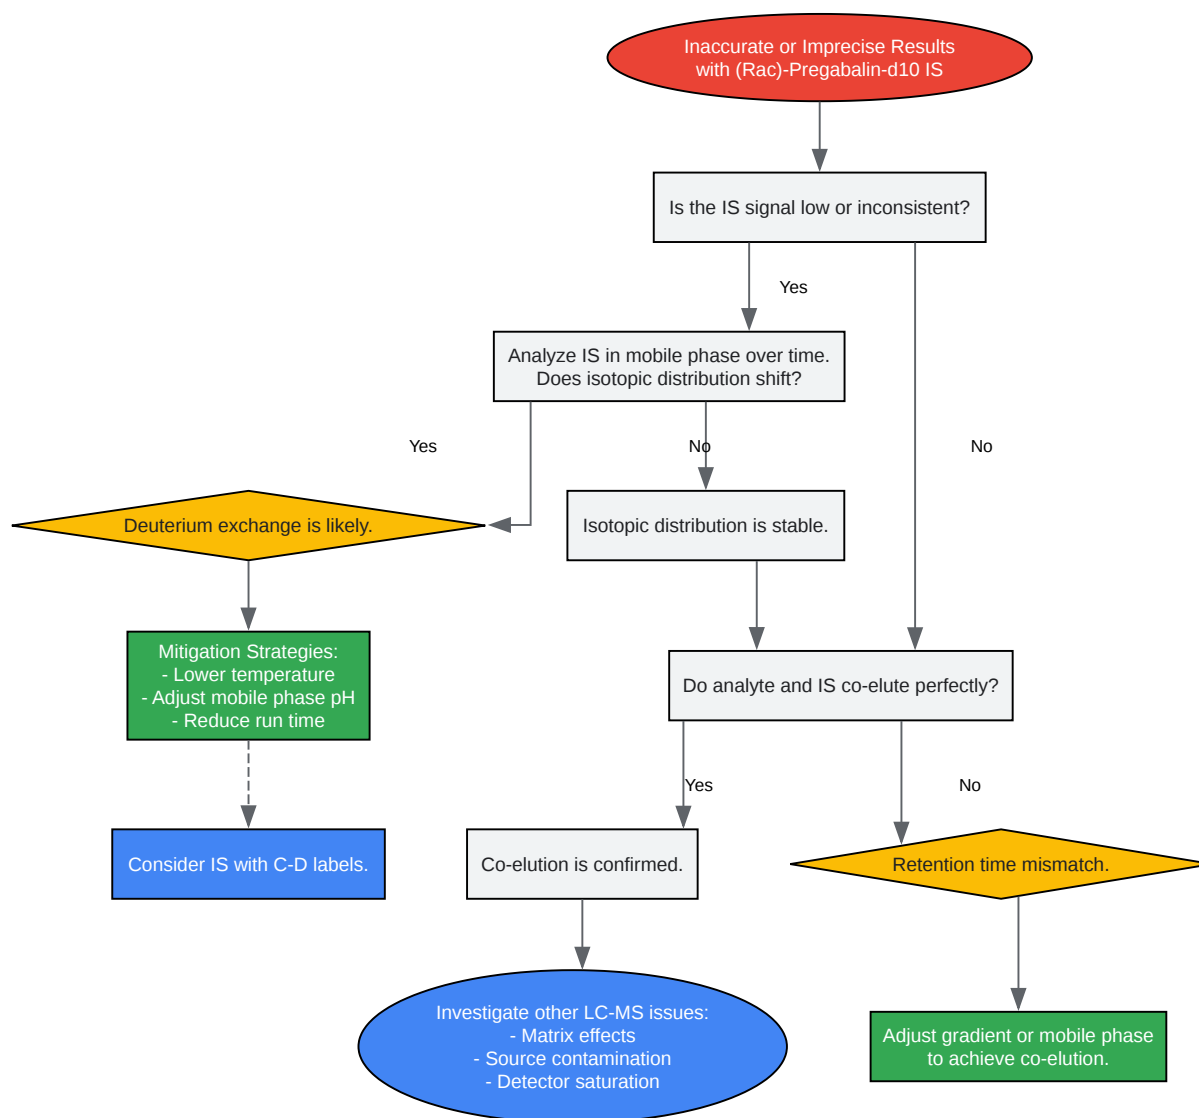 Inaccurate or Imprecise Results
with (Rac)-Pregabalin-d10 IS
Is the IS signal low or inconsistent?
Yes
Analyze IS in mobile phase over time.
Does isotopic distribution shift?
Yes
No
No
Deuterium exchange is likely.
Isotopic distribution is stable.
Mitigation Strategies:
- Lower temperature
- Adjust mobile phase pH
- Reduce run time
Do analyte and IS co-elute perfectly?
Yes
No
Consider IS with C-D labels.
Co-elution is confirmed.
Retention time mismatch.
Investigate other LC-MS issues:
- Matrix effects
- Source contamination
- Detector saturation
Adjust gradient or mobile phase
to achieve co-elution.